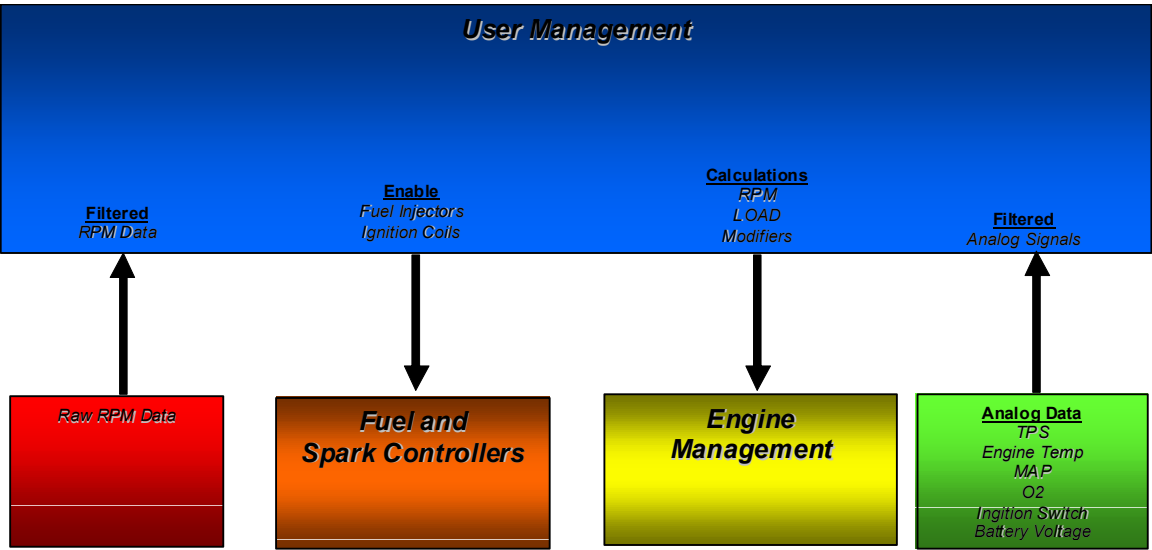 User Management
Filtered
RPM Data
Enable
Fuel Injectors
Ignition Coils
Calculations
RPM
LOAD
Modifiers
Filtered
Analog Signals
Raw RPM Data
Fuel and
Spark Controllers
Engine
Management
Analog Data
TPS
Engine Temp
MAP
O2
Ingition Switch
Battery Voltage